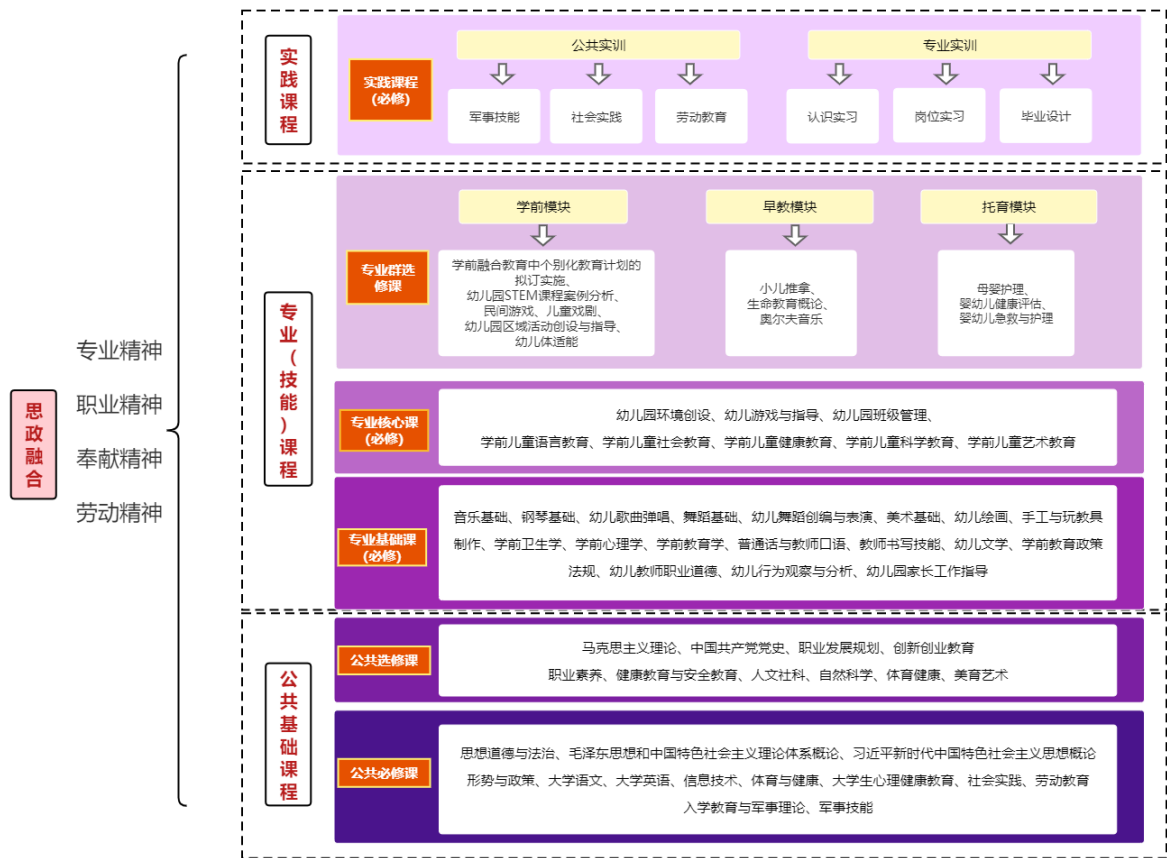 思政融合
专业精神
职业精神
奉献精神
劳动精神
实践课程
实践课程
(必修)
公共实训
军事技能
社会实践
劳动教育
专业实训
认识实习
岗位实习
毕业设计
专业（技能）课程
专业群选
修课
学前模块
学前融合教育中个别化教育计划的
拟订实施、
幼儿园STEM课程案例分析、
民间游戏、儿童戏剧、
幼儿园区域活动创设与指导、
幼儿体适能
早教模块
小儿推拿、
生命教育概论、
奥尔夫音乐
托育模块
母婴护理、
婴幼儿健康评估、
婴幼儿急救与护理
专业核心课
(必修)
幼儿园环境创设、幼儿游戏与指导、幼儿园班级管理、
学前儿童语言教育、学前儿童社会教育、学前儿童健康教育、学前儿童科学教育、学前儿童艺术教育
专业基础课
(必修)
音乐基础、钢琴基础、幼儿歌曲弹唱、舞蹈基础、幼儿舞蹈创编与表演、美术基础、幼儿绘画、手工与玩教具
制作、学前卫生学、学前心理学、学前教育学、普通话与教师口语、教师书写技能、幼儿文学、学前教育政策
法规、幼儿教师职业道德、幼儿行为观察与分析、幼儿园家长工作指导
公共基础课程
公共选修课
马克思主义理论、中国共产党党史、职业发展规划、创新创业教育
职业素养、健康教育与安全教育、人文社科、自然科学、体育健康、美育艺术
公共必修课
思想道德与法治、毛泽东思想和中国特色社会主义理论体系概论、习近平新时代中国特色社会主义思想概论
形势与政策、大学语文、大学英语、信息技术、体育与健康、大学生心理健康教育、社会实践、劳动教育
入学教育与军事理论、军事技能